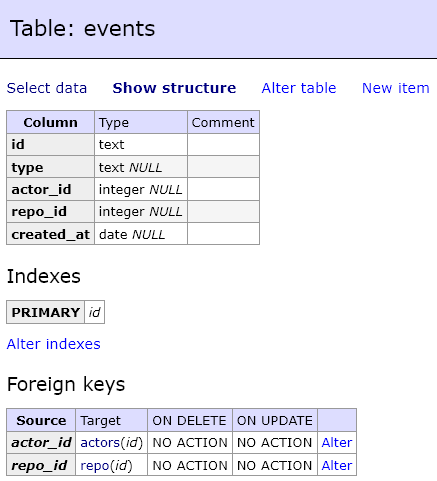 Table: events
Select data Show structure Alter table New item
Column Type Comment
id text
type text NULL
actor_id integer NULL
repo_id integer NULL
created_at date NULL
Indexes
PRIMARY id
Alter indexes
Foreign keys
Source Target ON DELETE ON UPDATE
actor_id actors(id) NO ACTION NO ACTION Alter
repo_id repo(id) NO ACTION NO ACTION Alter